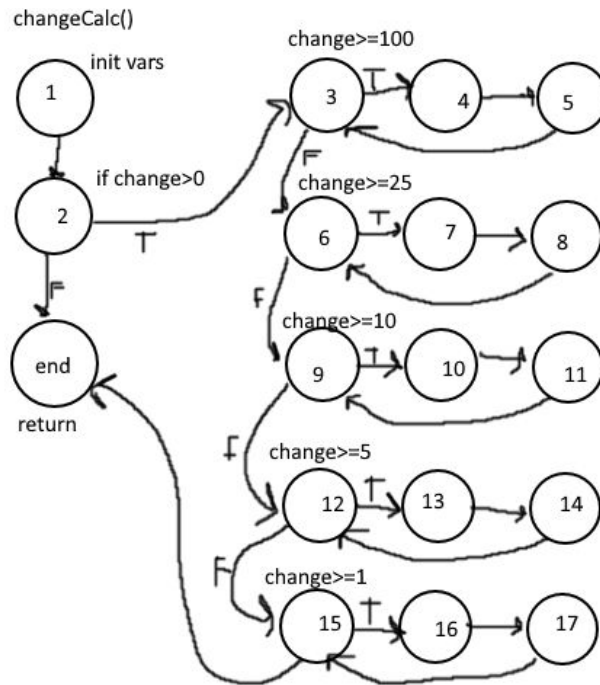 changeCalc()
init vars
1
if change>0
2
T
F
end
return
change>=100
3
T
4
5
F
change>=25
6
T
7
8
F
change>=10
9
T
10
11
F
change>=5
12
T
13
14
F
change>=1
15
T
16
17